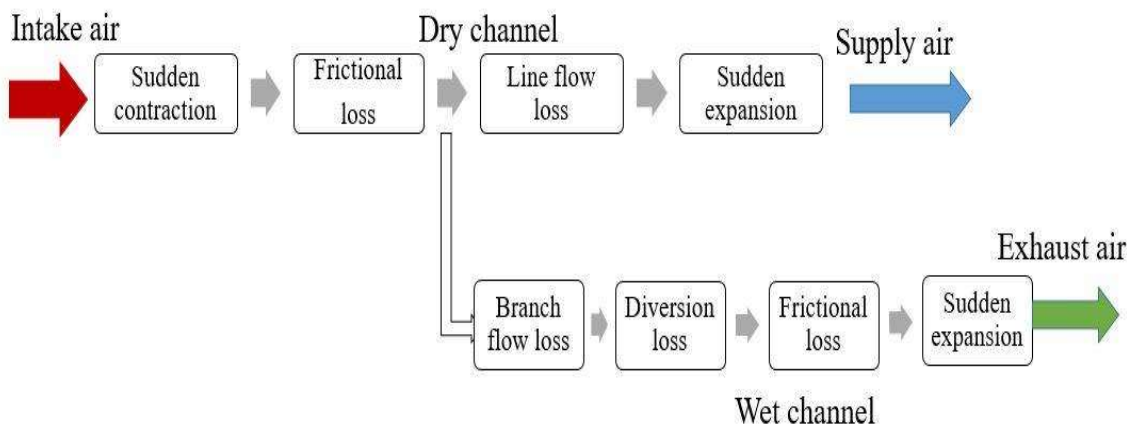 Intake air
Dry channel
Supply air
Sudden
contraction
Frictional
loss
Line flow
loss
Sudden
expansion
Exhaust air
Branch
flow loss
Diversion
loss
Frictional
loss
Sudden
expansion
Wet channel